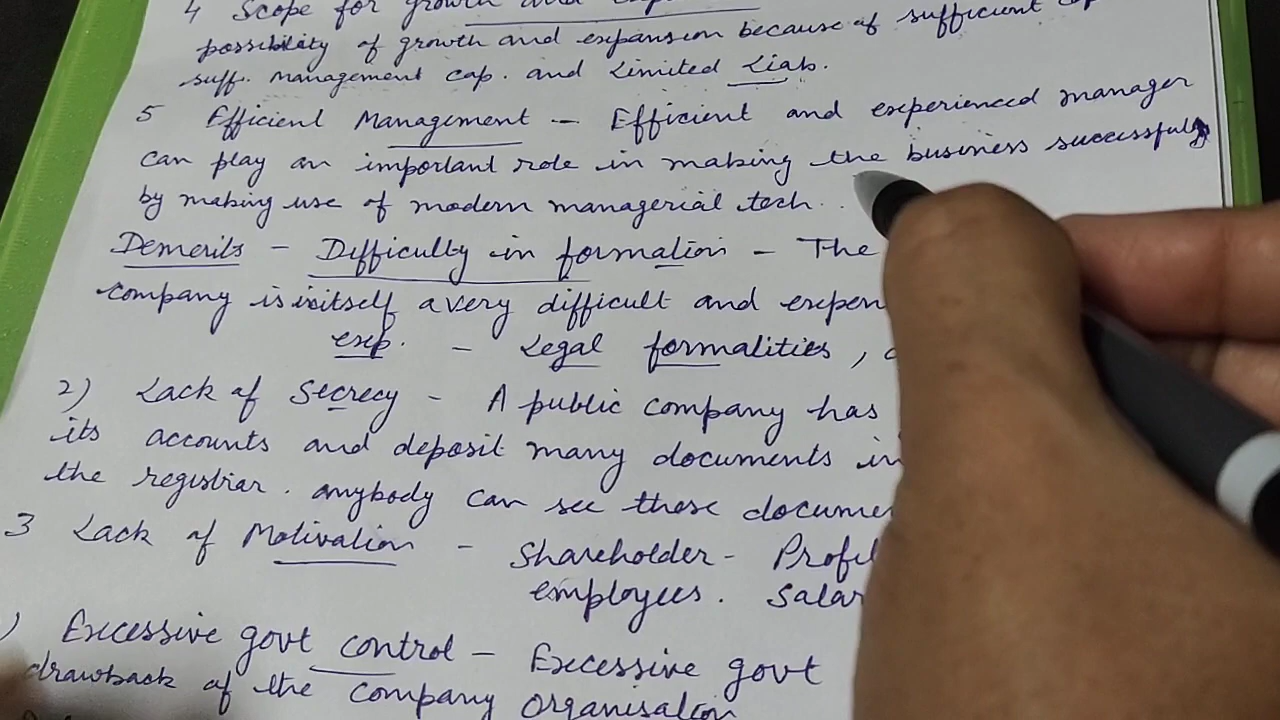 4 Scope for growth and
possibility of growth and expansion because of sufficient
suff. management cap. and Limited Liab.
5 Efficient Management - Efficient and experienced manager
can play an important role in making the business successful
by making use of modern managerial tech..
Demerits - Difficulty in formation - The
company is initself a very difficult and expen
exp. - Legal formalities,
2) Lack of Secrecy - A public company has
its accounts and deposit many documents in
the registrar. anybody can see these docume
3 Lack of Motivation - Shareholder - Profit
employees. Salar
) Excessive govt control - Excessive govt
drawback of the company Organisation